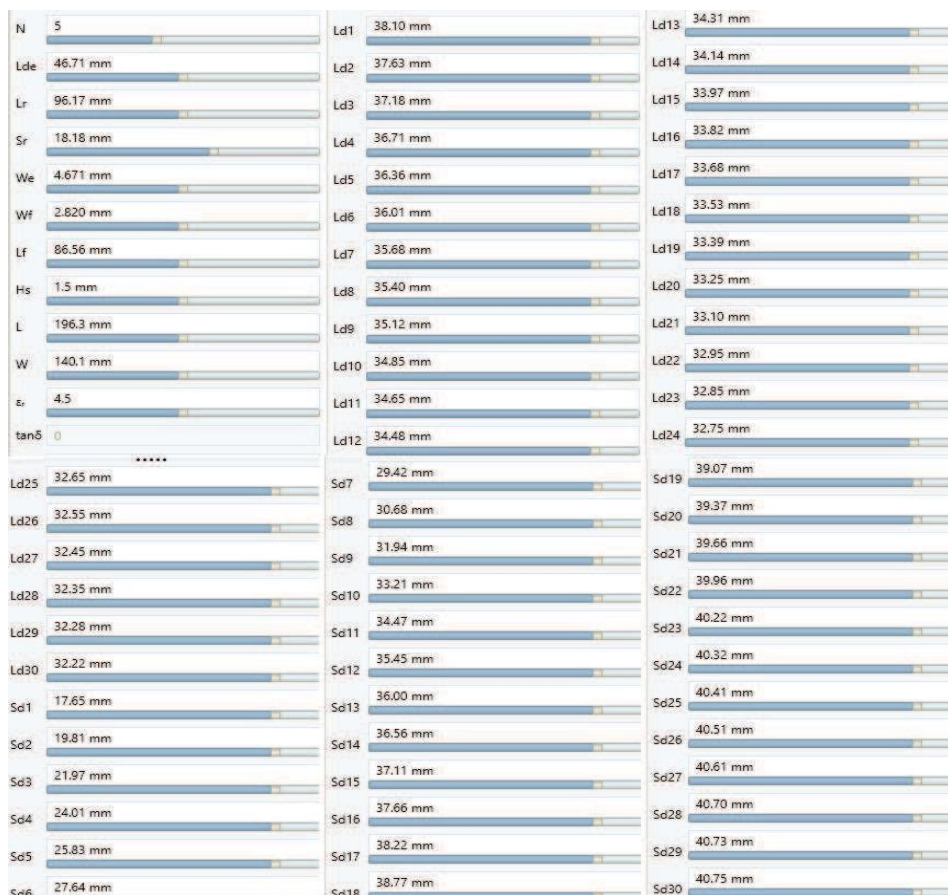 N 5
Lde 46.71 mm
Lr 96.17 mm
Sr 18.18 mm
We 4.671 mm
Wf 2.820 mm
Lf 86.56 mm
Hs 1.5 mm
L 196.3 mm
W 140.1 mm
εr 4.5
tanδ 0
Ld1 38.10 mm
Ld2 37.63 mm
Ld3 37.18 mm
Ld4 36.71 mm
Ld5 36.36 mm
Ld6 36.01 mm
Ld7 35.68 mm
Ld8 35.40 mm
Ld9 35.12 mm
Ld10 34.85 mm
Ld11 34.65 mm
Ld12 34.48 mm
Ld13 34.31 mm
Ld14 34.14 mm
Ld15 33.97 mm
Ld16 33.82 mm
Ld17 33.68 mm
Ld18 33.53 mm
Ld19 33.39 mm
Ld20 33.25 mm
Ld21 33.10 mm
Ld22 32.95 mm
Ld23 32.85 mm
Ld24 32.75 mm
.....
Ld25 32.65 mm
Ld26 32.55 mm
Ld27 32.45 mm
Ld28 32.35 mm
Ld29 32.28 mm
Ld30 32.22 mm
Sd1 17.65 mm
Sd2 19.81 mm
Sd3 21.97 mm
Sd4 24.01 mm
Sd5 25.83 mm
Sd6 27.64 mm
Sd7 29.42 mm
Sd8 30.68 mm
Sd9 31.94 mm
Sd10 33.21 mm
Sd11 34.47 mm
Sd12 35.45 mm
Sd13 36.00 mm
Sd14 36.56 mm
Sd15 37.11 mm
Sd16 37.66 mm
Sd17 38.22 mm
Sd18 38.77 mm
Sd19 39.07 mm
Sd20 39.37 mm
Sd21 39.66 mm
Sd22 39.96 mm
Sd23 40.22 mm
Sd24 40.32 mm
Sd25 40.41 mm
Sd26 40.51 mm
Sd27 40.61 mm
Sd28 40.70 mm
Sd29 40.73 mm
Sd30 40.75 mm